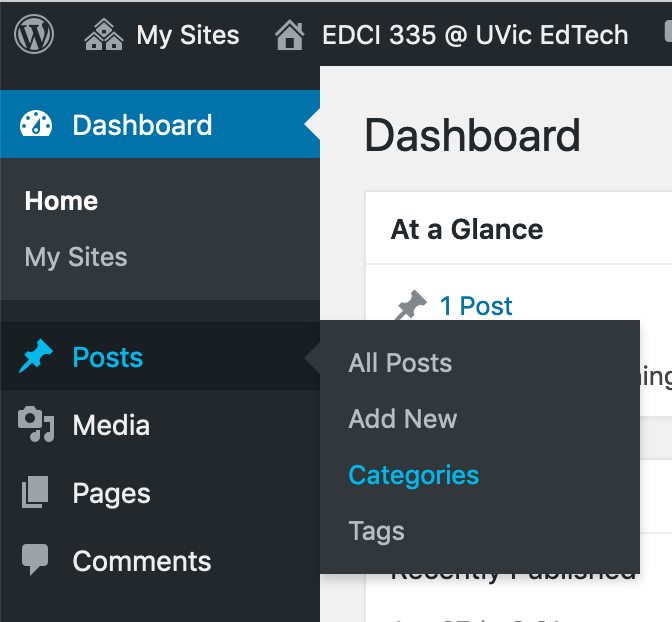 My Sites EDCI 335 @ UVic EdTech
Dashboard
Home
My Sites
Posts
Media
Pages
Comments
Dashboard
At a Glance
1 Post
All Posts
Add New
Categories
Tags
Recently Published